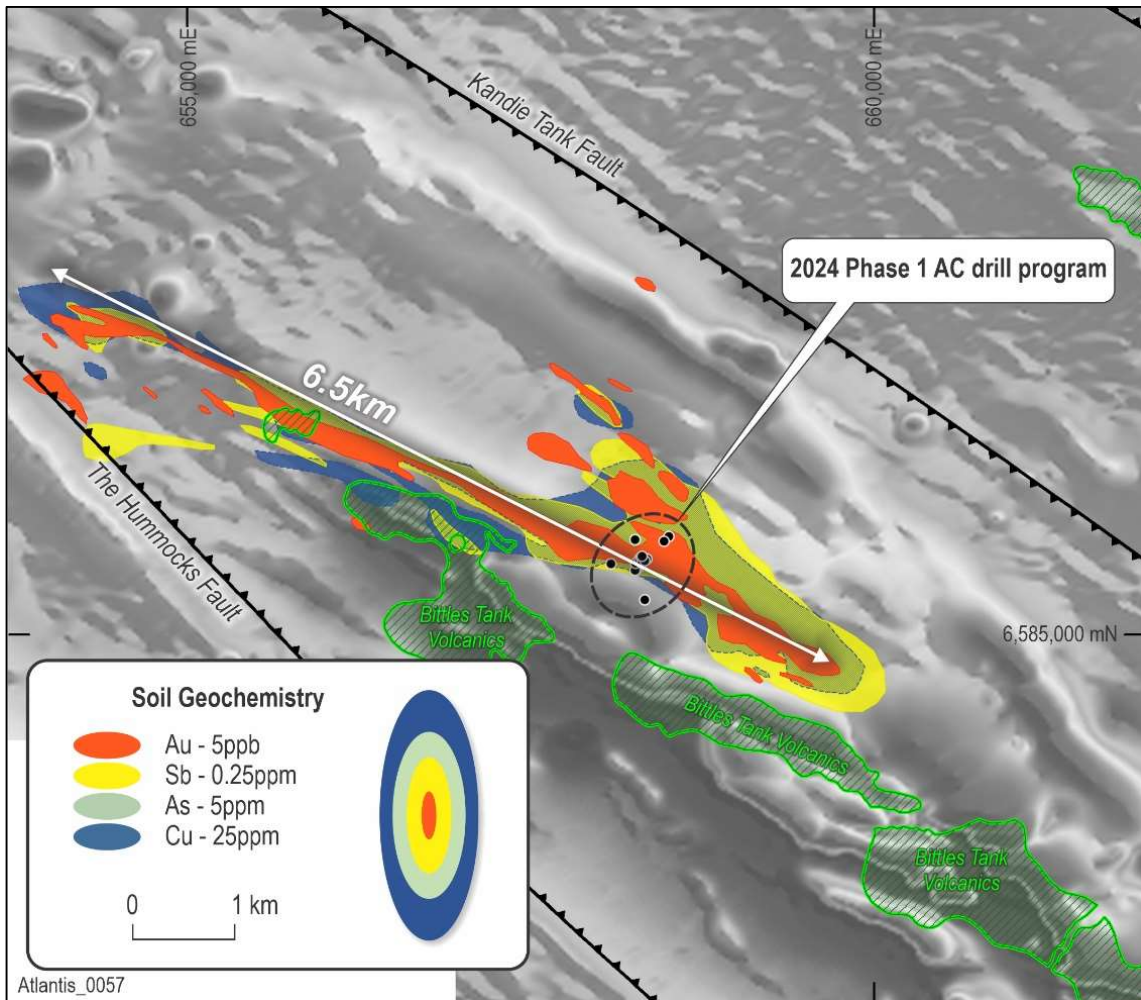 655,000 mE
660,000 mE
Kandie Tank Fault
2024 Phase 1 AC drill program
6.5km
The Hummocks Fault
Bittles Tank
Volcanics
6,585,000 mN
Bittles Tank Volcanics
Bittles Tank
Volcanics
Soil Geochemistry
Au - 5ppb
Sb - 0.25ppm
As - 5ppm
Cu - 25ppm
0 1 km
Atlantis_0057